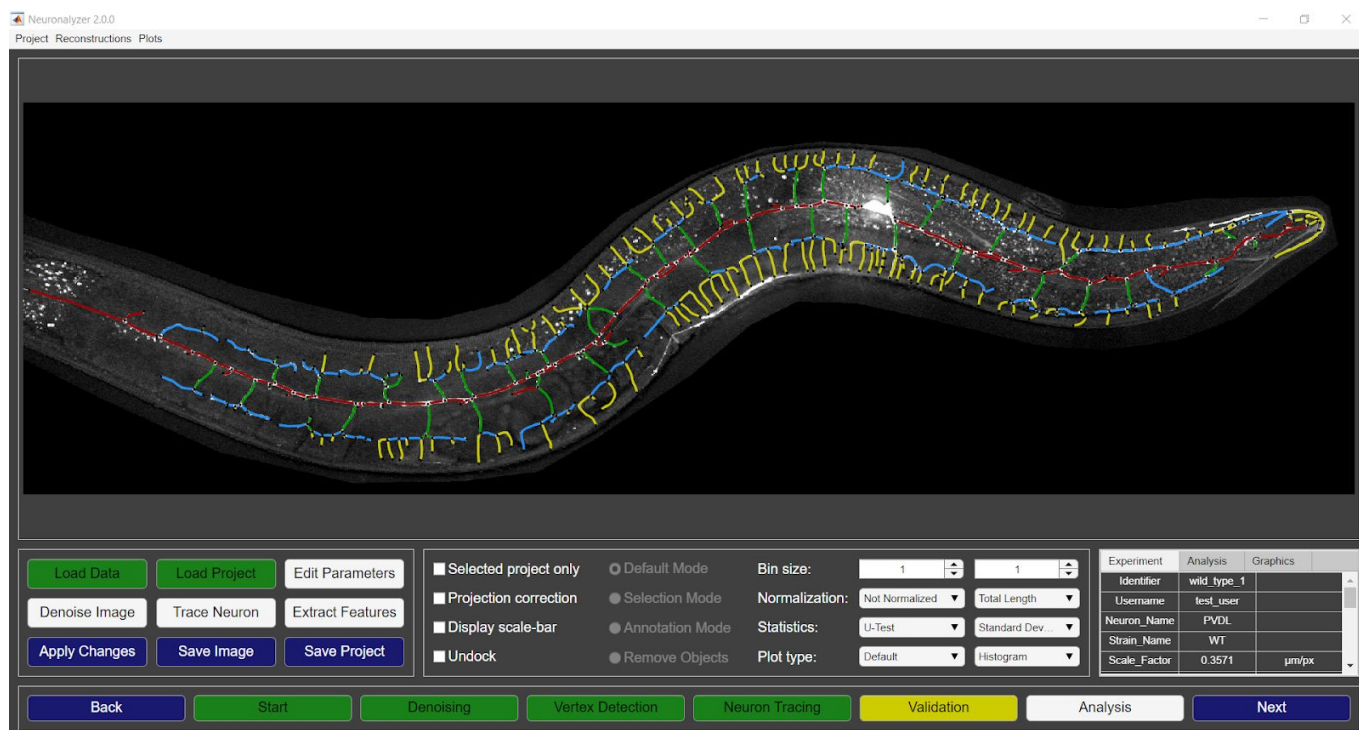 Neuronalyzer 2.0.0
Project Reconstructions Plots
Load Data Load Project Edit Parameters
Denoise Image Trace Neuron Extract Features
Apply Changes Save Image Save Project
Selected project only Default Mode Bin size: 1 1
Projection correction Selection Mode Normalization: Not Normalized Total Length
Display scale-bar Annotation Mode Statistics: U-Test Standard Dev...
Undock Remove Objects Plot type: Default Histogram
Experiment Analysis Graphics
Identifier wild_type_1
Username test_user
Neuron_Name PVDL
Strain_Name WT
Scale_Factor 0.3571 µm/px
Back Start Denoising Vertex Detection Neuron Tracing Validation Analysis Next